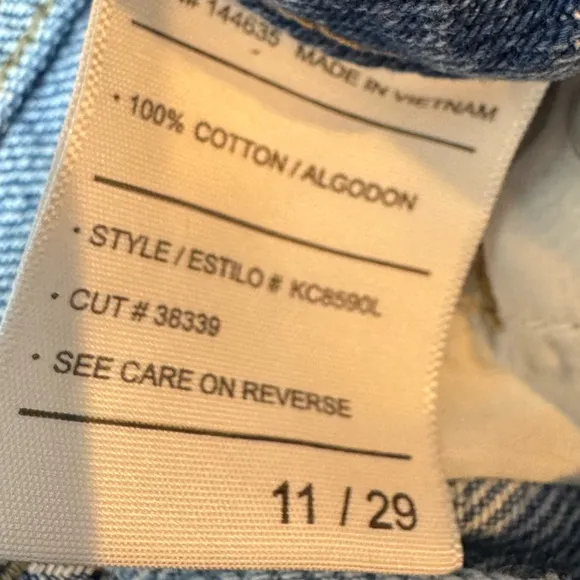 # 144635 MADE IN VIETNAM
· 100% COTTON / ALGODON
· STYLE / ESTILO # KC8590L
· CUT # 38339
· SEE CARE ON REVERSE
11 / 29